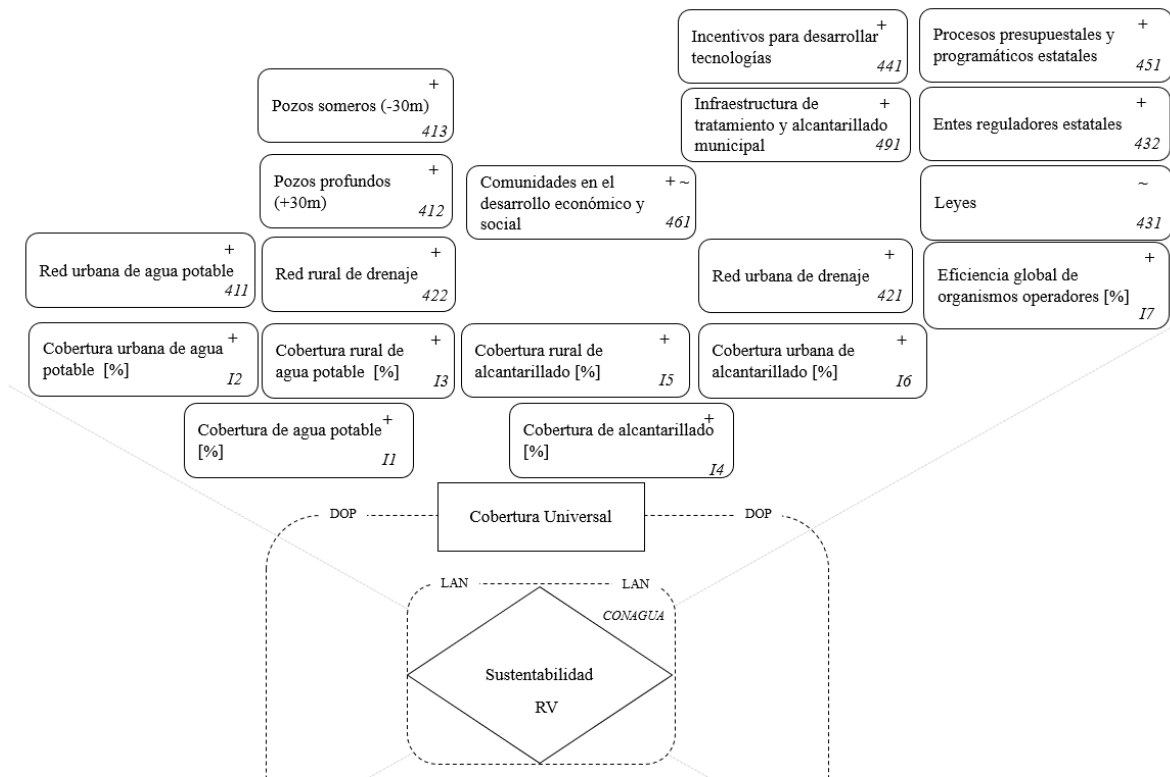 Incentivos para desarrollar +
tecnologías
441
Procesos presupuestales y +
programáticos estatales
451
Pozos someros (-30m) +
413
Infraestructura de +
tratamiento y alcantarillado
municipal 491
Entes reguladores estatales +
432
Pozos profundos +
(+30m)
412
Comunidades en el + ~
desarrollo económico y
social 461
Leyes ~
431
Red urbana de agua potable +
411
Red rural de drenaje +
422
Red urbana de drenaje +
421
Eficiencia global de +
organismos operadores [%]
I7
Cobertura urbana de agua +
potable [%]
I2
Cobertura rural de +
agua potable [%]
I3
Cobertura rural de +
alcantarillado [%]
I5
Cobertura urbana de +
alcantarillado [%]
I6
Cobertura de agua potable +
[%]
I1
Cobertura de alcantarillado +
[%]
I4
DOP
Cobertura Universal
DOP
LAN
LAN
CONAGUA
Sustentabilidad
RV